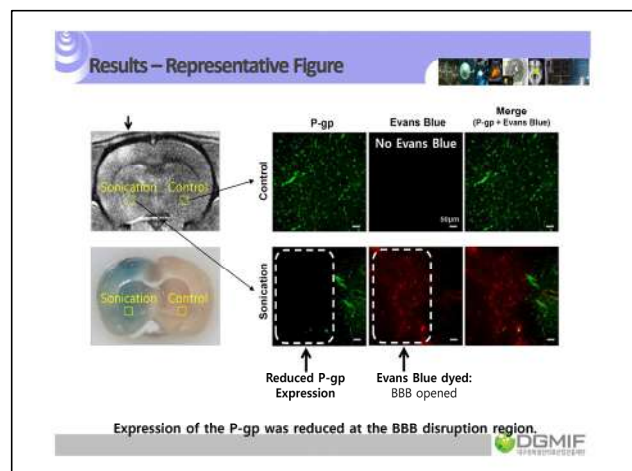 Results – Representative Figure
P-gp
Evans Blue
Merge
(P-gp + Evans Blue)
Sonication
Control
Control
No Evans Blue
50μm
Sonication
Control
Sonication
Reduced P-gp
Expression
Evans Blue dyed:
BBB opened
Expression of the P-gp was reduced at the BBB disruption region.
DGMIF